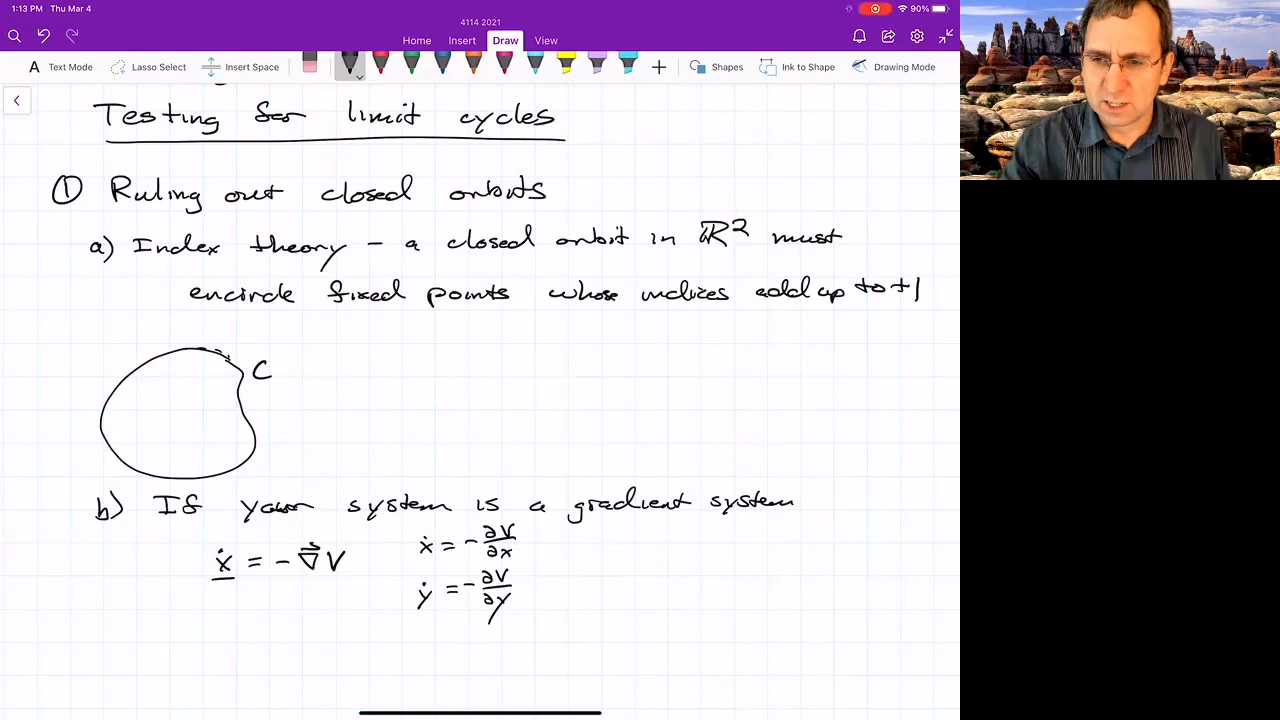 1:13 PM Thu Mar 4
90%
4114 2021
Home Insert Draw View
Text Mode Lasso Select Insert Space Shapes Ink to Shape Drawing Mode
Testing for limit cycles
① Ruling out closed orbits
a) Index theory – a closed orbit in ℝ² must
encircle fixed points whose indices add up to +1
C
b) If your system is a gradient system
ẋ = -∇⃗V
ẋ = -∂V/∂x
ẏ = -∂V/∂y